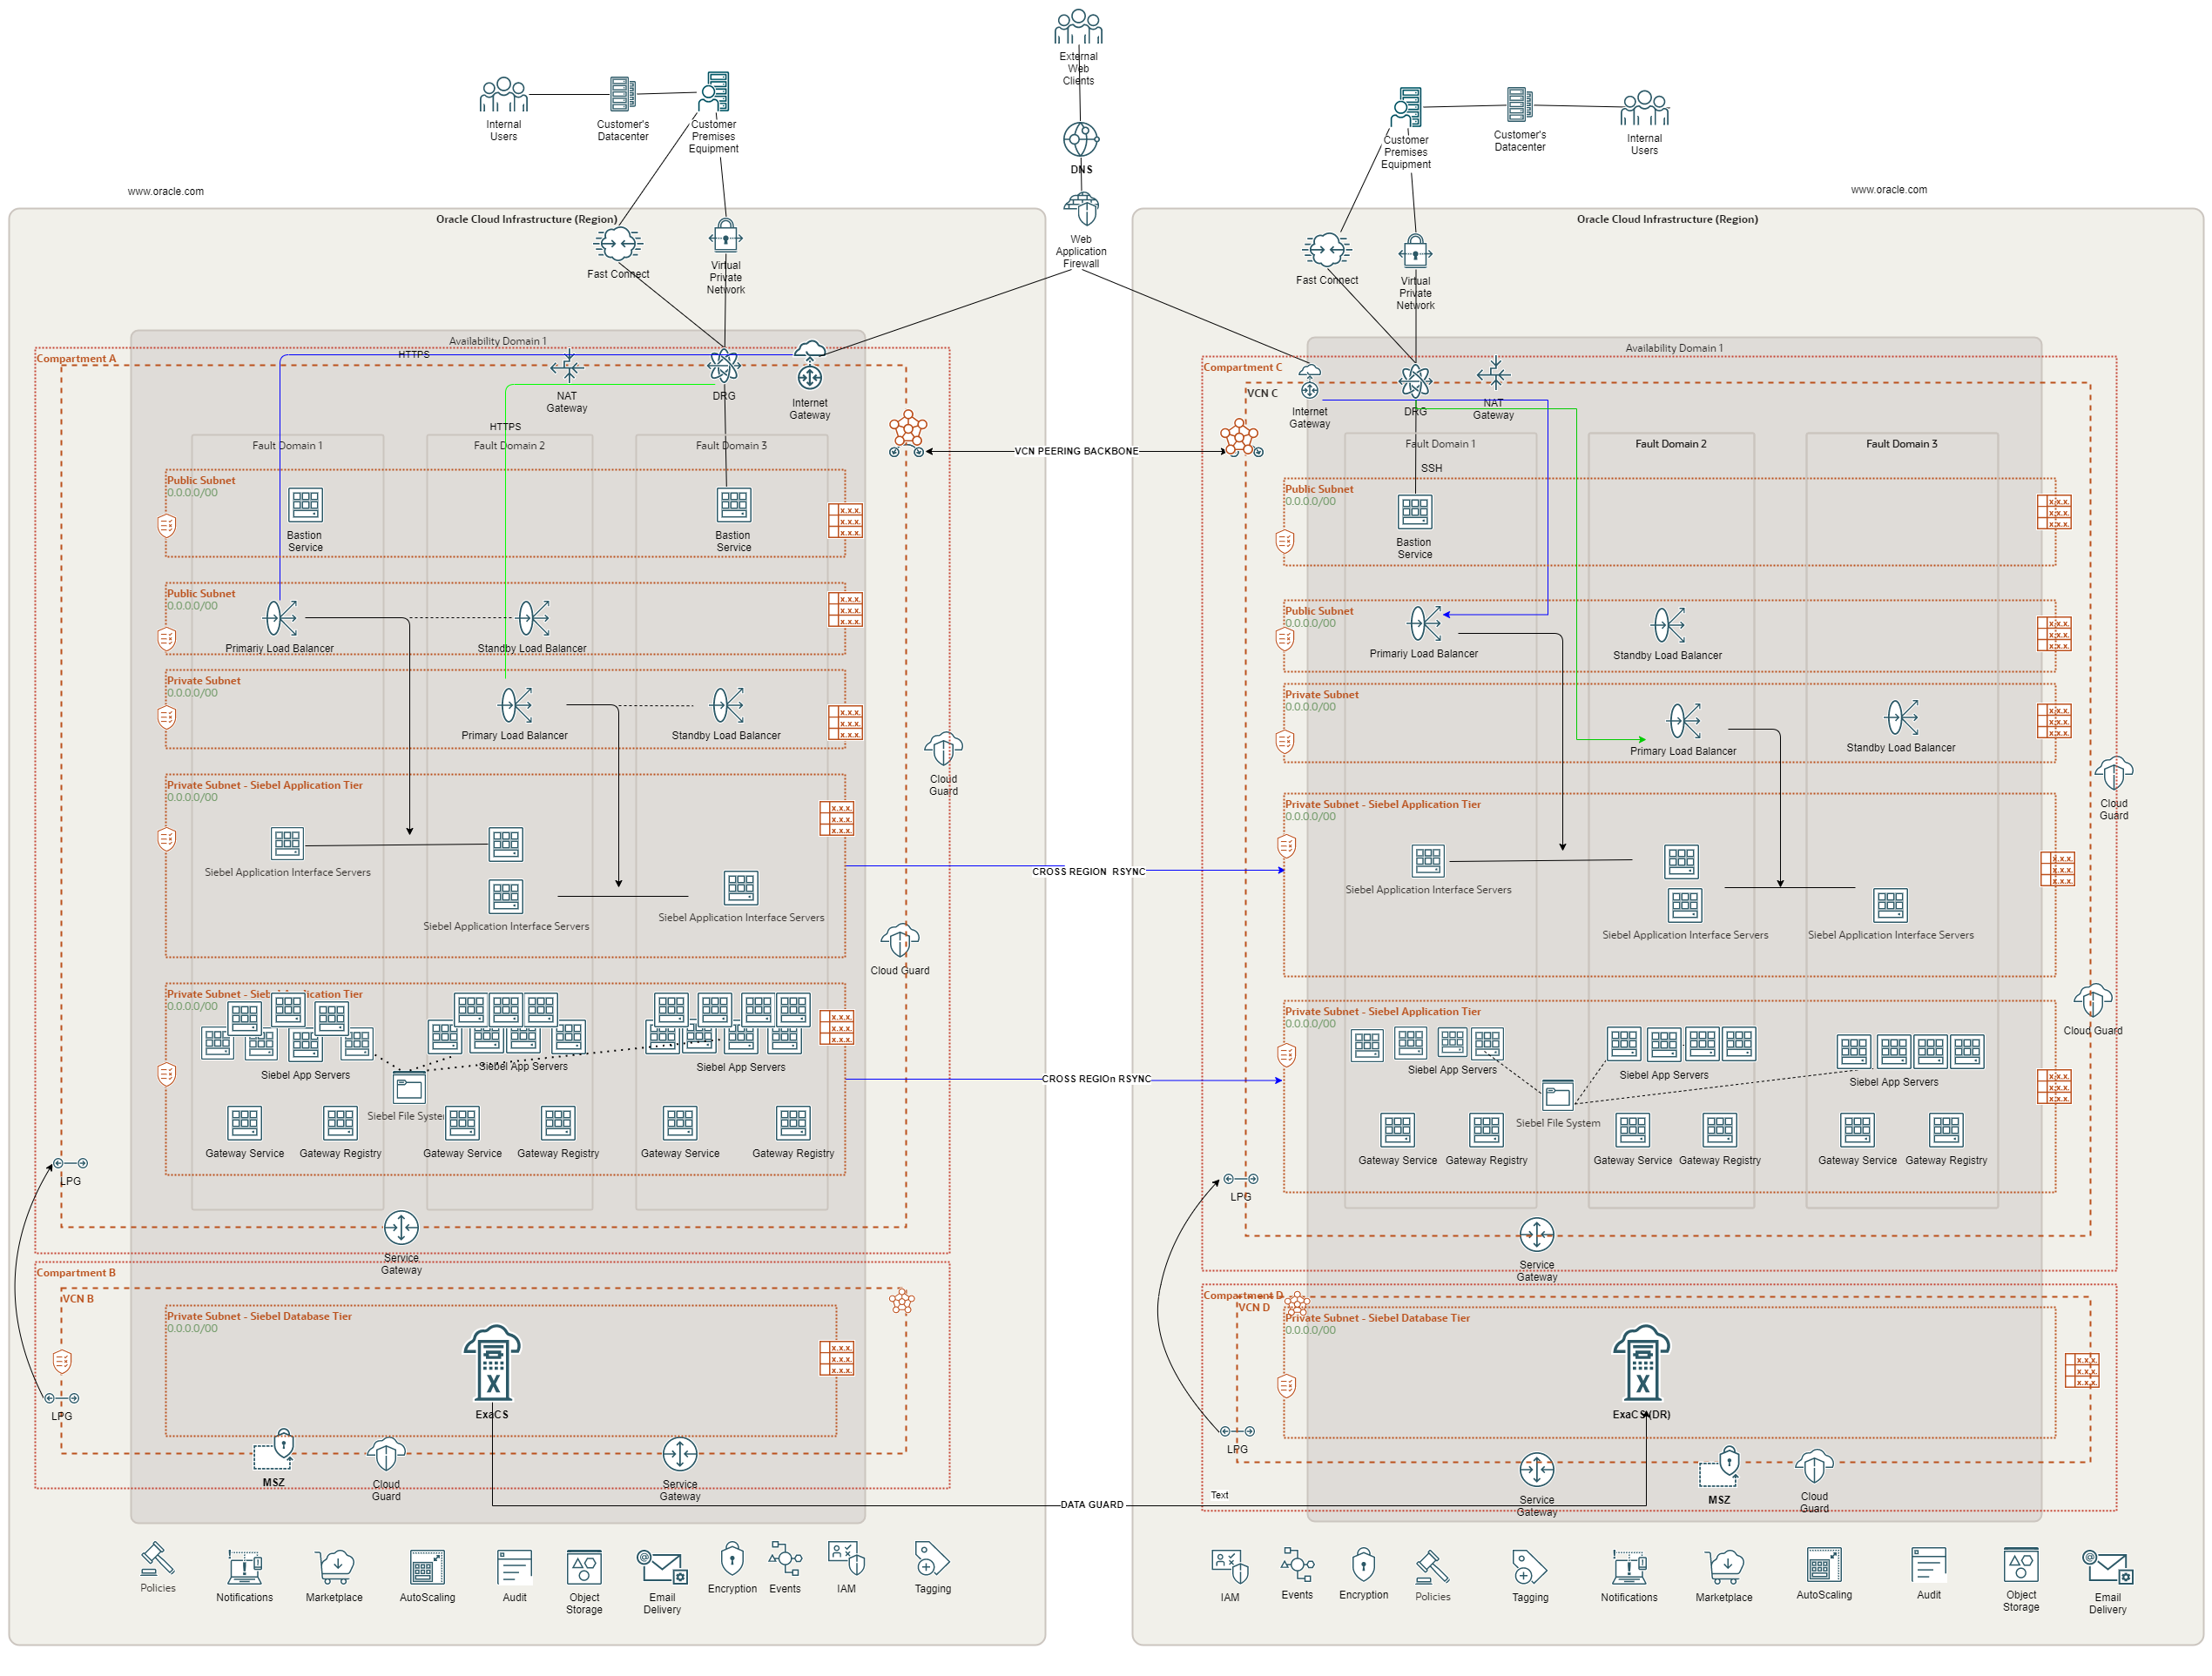 External
Web
Clients
Internal
Users
Customer's
Datacenter
Customer
Premises
Equipment
DNS
Customer
Premises
Equipment
Customer's
Datacenter
Internal
Users
www.oracle.com
www.oracle.com
Web
Application
Firewall
Oracle Cloud Infrastructure (Region)
Fast Connect
Virtual
Private
Network
Availability Domain 1
Compartment A
HTTPS
NAT
Gateway
DRG
Internet
Gateway
HTTPS
Fault Domain 1
Fault Domain 2
Fault Domain 3
VCN PEERING BACKBONE
Public Subnet
0.0.0.0/00
Bastion
Service
Bastion
Service
x.x.x.
x.x.x.
x.x.x.
Public Subnet
0.0.0.0/00
Primariy Load Balancer
Standby Load Balancer
x.x.x.
x.x.x.
x.x.x.
Private Subnet
0.0.0.0/00
Primary Load Balancer
Standby Load Balancer
x.x.x.
x.x.x.
x.x.x.
Cloud
Guard
Private Subnet - Siebel Application Tier
0.0.0.0/00
x.x.x.
x.x.x.
x.x.x.
Siebel Application Interface Servers
Siebel Application Interface Servers
Siebel Application Interface Servers
CROSS REGION  RSYNC
Cloud Guard
Private Subnet - Siebel Application Tier
0.0.0.0/00
x.x.x.
x.x.x.
x.x.x.
Siebel App Servers
Siebel App Servers
Siebel App Servers
CROSS REGIOn RSYNC
Siebel File Syste
Gateway Service
Gateway Registry
Gateway Service
Gateway Registry
Gateway Service
Gateway Registry
LPG
Service
Gateway
Compartment B
VCN B
Private Subnet - Siebel Database Tier
0.0.0.0/00
x.x.x.
x.x.x.
x.x.x.
X
ExaCS
LPG
MSZ
Cloud
Guard
Service
Gateway
DATA GUARD
Policies
Notifications
Marketplace
AutoScaling
Audit
Object
Storage
Email
Delivery
Encryption
Events
IAM
Tagging
Oracle Cloud Infrastructure (Region)
Fast Connect
Virtual
Private
Network
Availability Domain 1
Compartment C
VCN C
Internet
Gateway
DRG
NAT
Gateway
Fault Domain 1
Fault Domain 2
Fault Domain 3
SSH
Public Subnet
0.0.0.0/00
Bastion
Service
x.x.x.
x.x.x.
x.x.x.
Public Subnet
0.0.0.0/00
Primariy Load Balancer
Standby Load Balancer
x.x.x.
x.x.x.
x.x.x.
Private Subnet
0.0.0.0/00
Primary Load Balancer
Standby Load Balancer
x.x.x.
x.x.x.
x.x.x.
Cloud
Guard
Private Subnet - Siebel Application Tier
0.0.0.0/00
Siebel Application Interface Servers
Siebel Application Interface Servers
Siebel Application Interface Servers
x.x.x.
x.x.x.
x.x.x.
Private Subnet - Siebel Application Tier
0.0.0.0/00
Cloud Guard
Siebel App Servers
Siebel App Servers
Siebel App Servers
x.x.x.
x.x.x.
x.x.x.
Siebel File System
Gateway Service
Gateway Registry
Gateway Service
Gateway Registry
Gateway Service
Gateway Registry
LPG
Service
Gateway
Compartment D
VCN D
Private Subnet - Siebel Database Tier
0.0.0.0/00
x.x.x.
x.x.x.
x.x.x.
X
ExaCS(DR)
LPG
Text
Service
Gateway
MSZ
Cloud
Guard
IAM
Events
Encryption
Policies
Tagging
Notifications
Marketplace
AutoScaling
Audit
Object
Storage
Email
Delivery